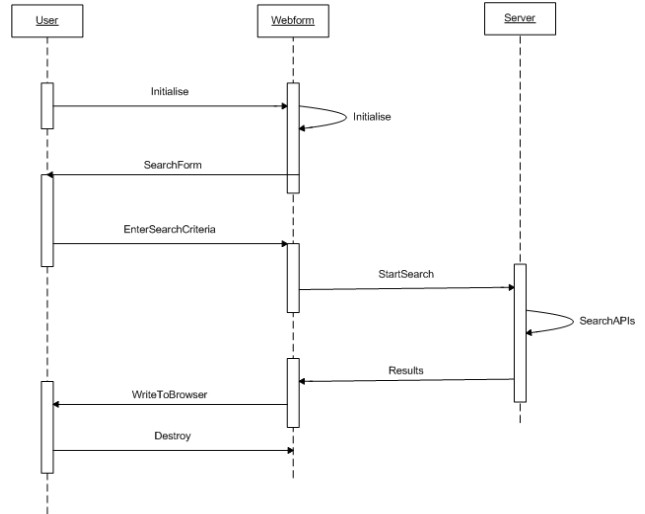 User
Webform
Server
Initialise
Initialise
SearchForm
EnterSearchCriteria
StartSearch
SearchAPIs
Results
WriteToBrowser
Destroy